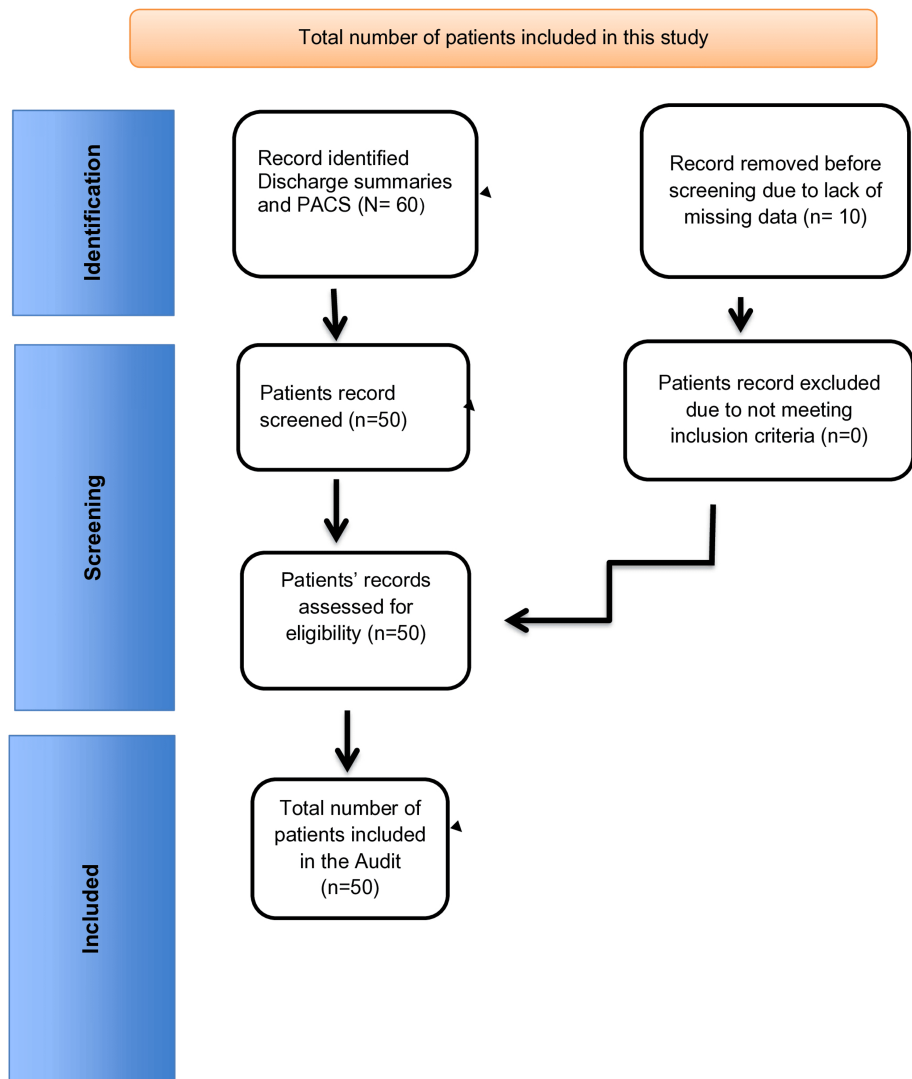 Total number of patients included in this study
Identification
Record identified
Discharge summaries
and PACS (N= 60)
Record removed before
screening due to lack of
missing data (n= 10)
Screening
Patients record
screened (n=50)
Patients record excluded
due to not meeting
inclusion criteria (n=0)
Patients’ records
assessed for
eligibility (n=50)
Included
Total number of
patients included
in the Audit
(n=50)